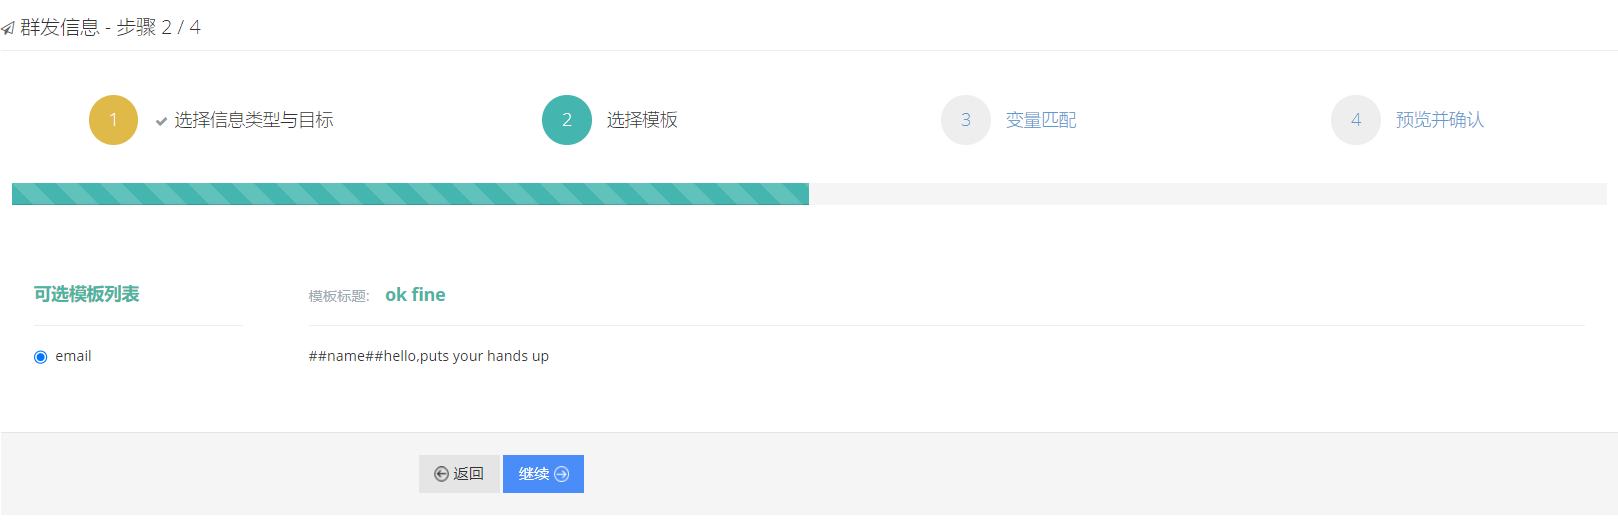 群发信息 - 步骤 2 / 4
1 选择信息类型与目标 2 选择模板 3 变量匹配 4 预览并确认
可选模板列表 模板标题: ok fine
email ##name##hello,puts your hands up
返回 继续